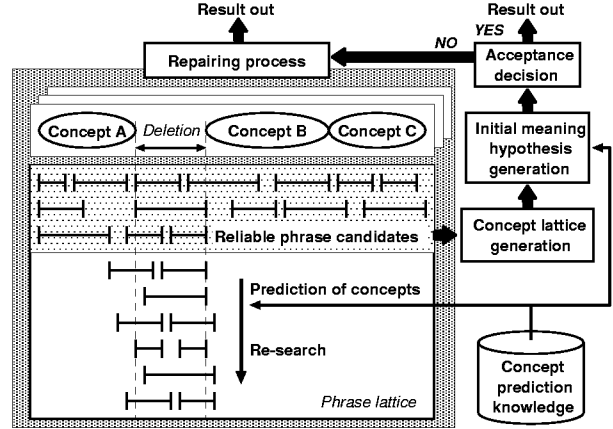 Result out
Result out
YES
NO
Repairing process
Acceptance
decision
Concept A
Deletion
Concept B
Concept C
Initial meaning
hypothesis
generation
Reliable phrase candidates
Concept lattice
generation
Prediction of concepts
Re-search
Phrase lattice
Concept
prediction
knowledge